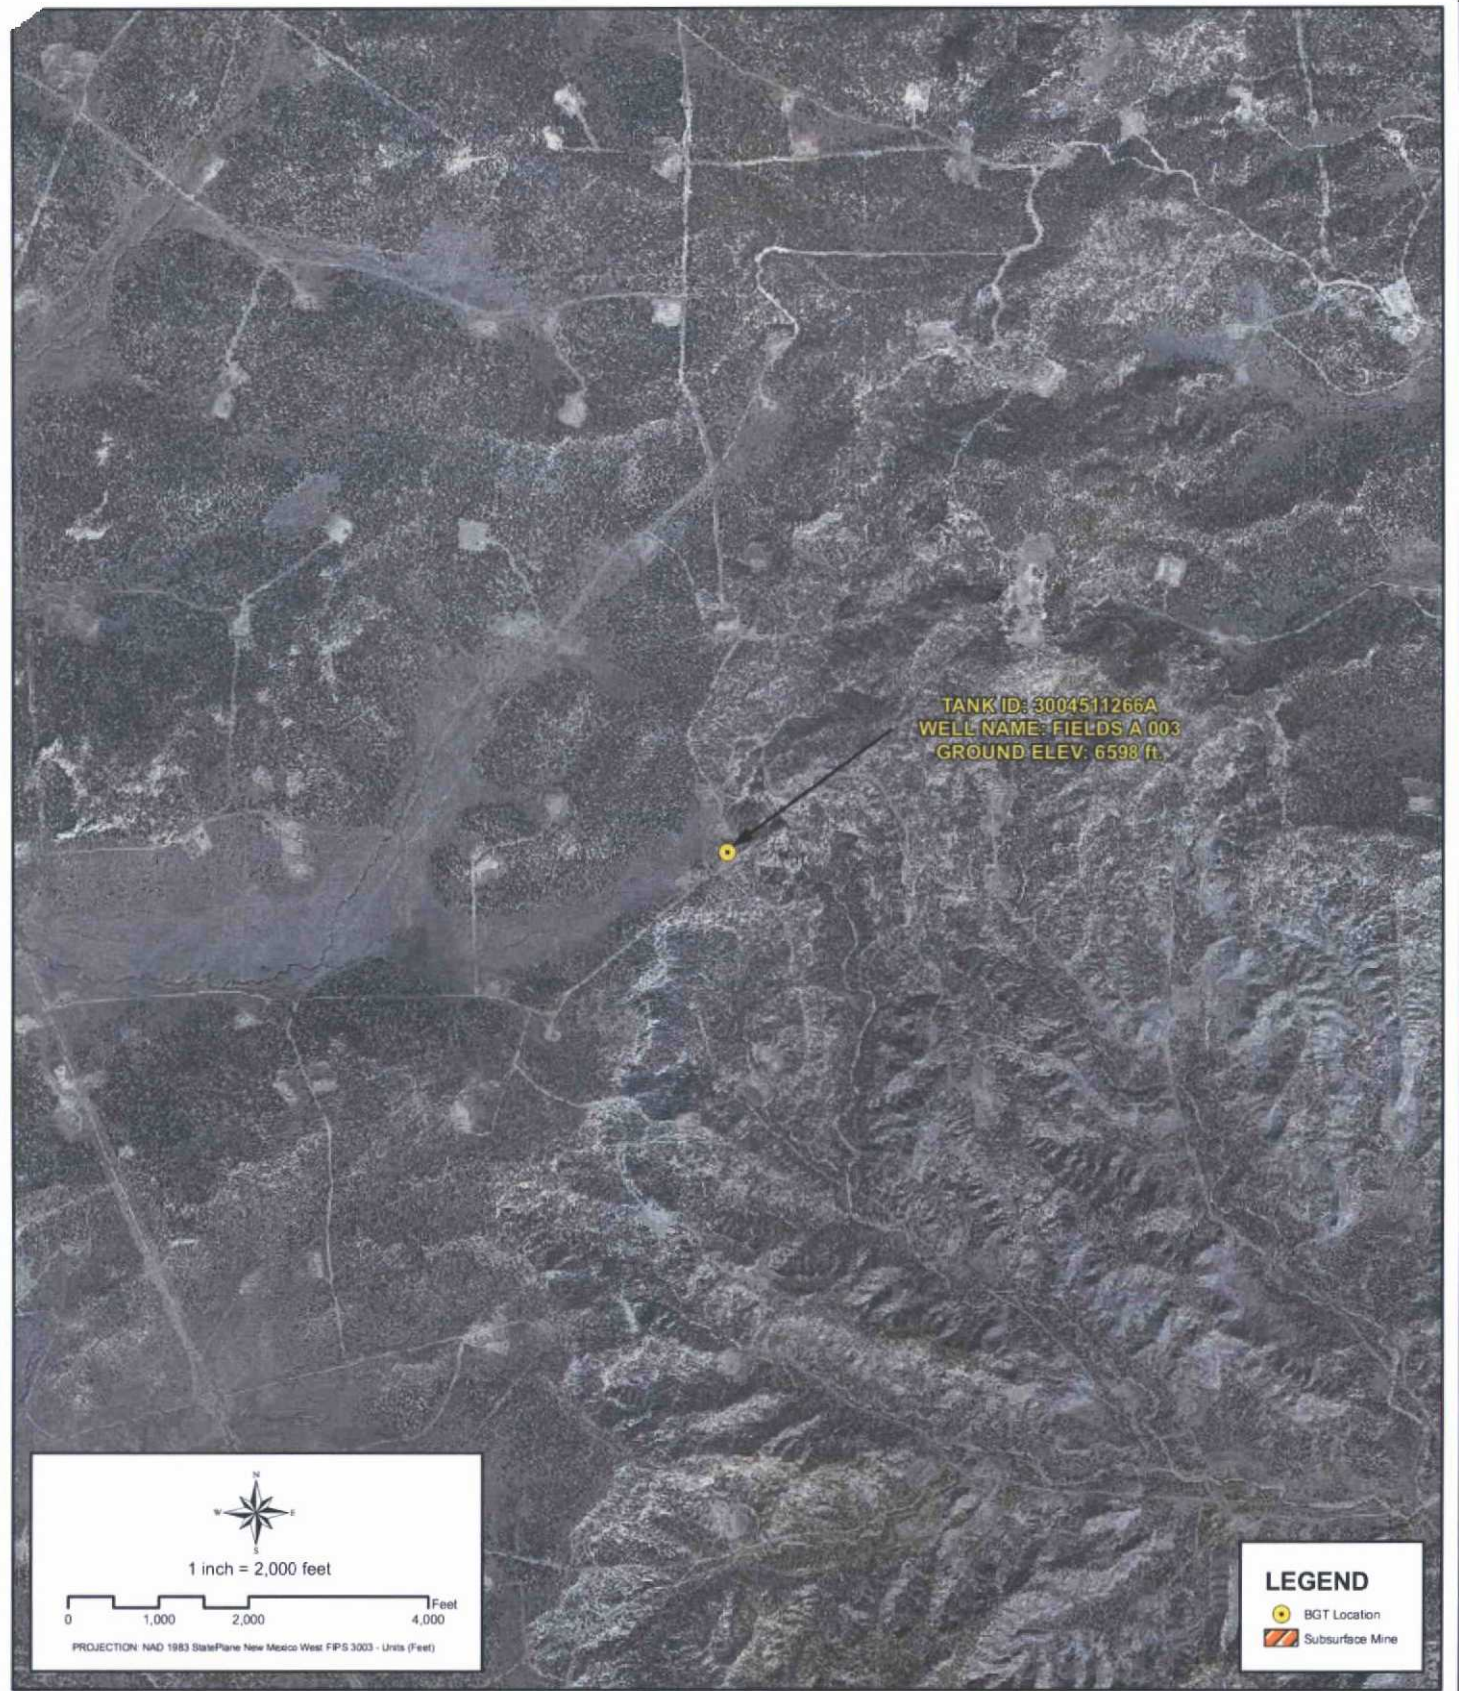 TANK ID: 3004511266A
WELL NAME: FIELDS A 003
GROUND ELEV: 6598 ft.
N
W E
S
1 inch = 2,000 feet
Feet
0 1,000 2,000 4,000
PROJECTION: NAD 1983 StatePlane New Mexico West FIPS 3003 - Units (Feet)
LEGEND
BGT Location
Subsurface Mine